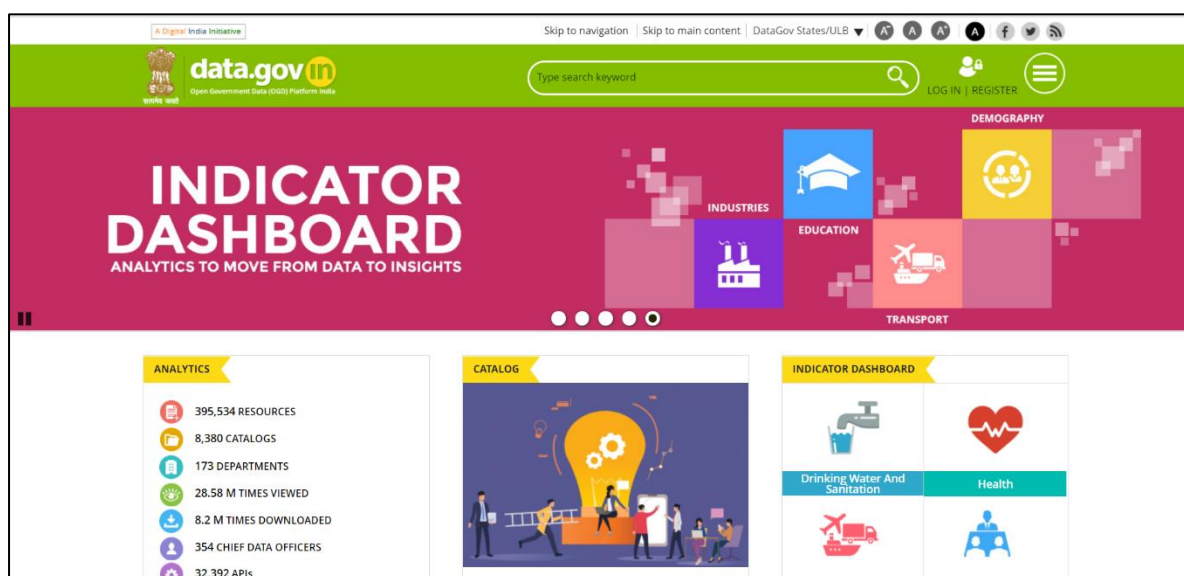 A Digital India Initiative
Skip to navigation
Skip to main content
DataGov States/ULB ▼
A-
A
A+
A
data.gov in
Open Government Data (OGD) Platform India
सत्यमेव जयते
Type search keyword
LOG IN | REGISTER
INDICATOR
DASHBOARD
ANALYTICS TO MOVE FROM DATA TO INSIGHTS
DEMOGRAPHY
INDUSTRIES
EDUCATION
TRANSPORT
ANALYTICS
395,534 RESOURCES
8,380 CATALOGS
173 DEPARTMENTS
28.58 M TIMES VIEWED
8.2 M TIMES DOWNLOADED
354 CHIEF DATA OFFICERS
32,392 APIs
CATALOG
INDICATOR DASHBOARD
Drinking Water And
Sanitation
Health